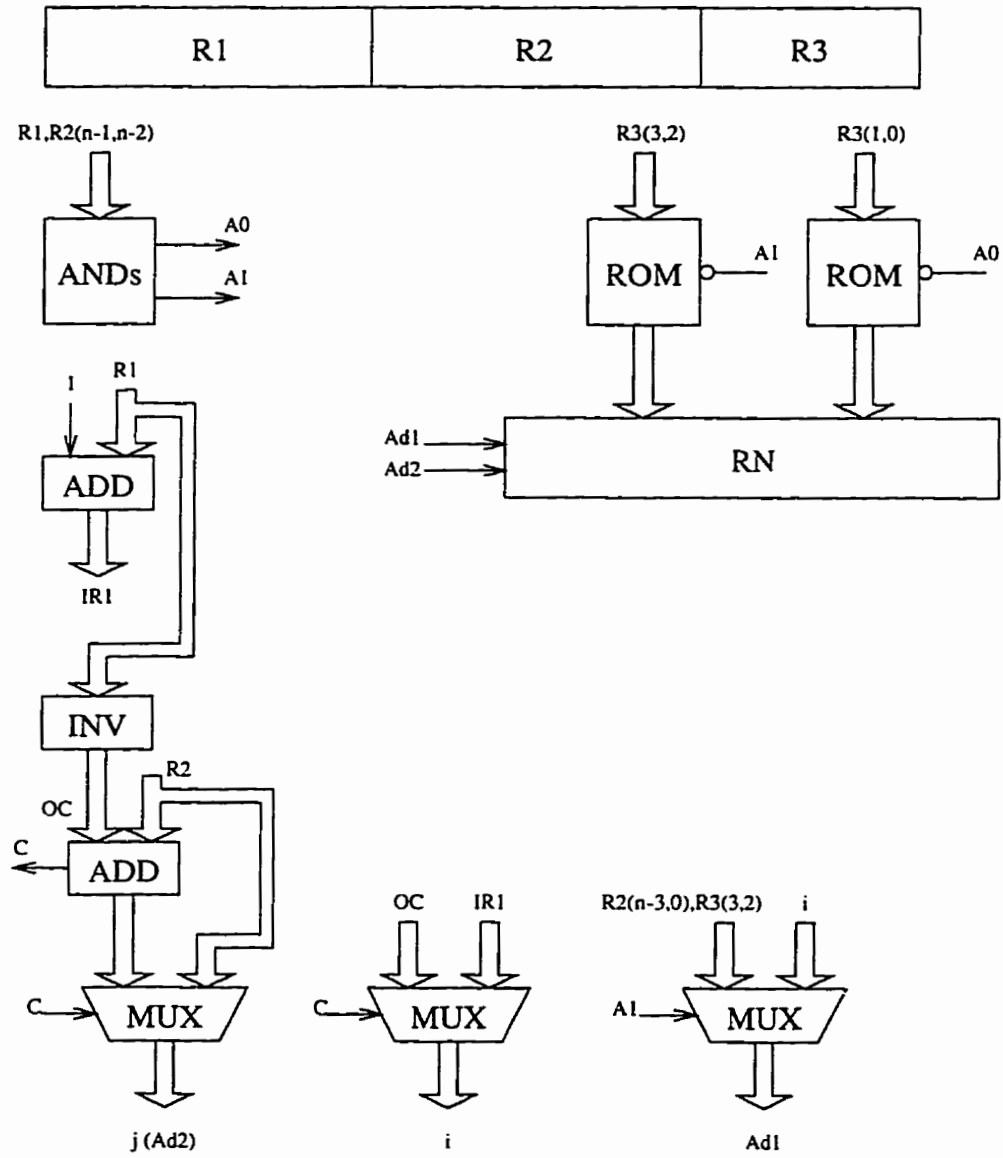 R1 R2 R3
R1,R2(n-1,n-2) R3(3,2) R3(1,0)
A0
ANDs ROM A1 ROM A0
A1
1 R1
Ad1
ADD Ad2 RN
IR1
INV
R2
OC
C
ADD
OC IR1 R2(n-3,0),R3(3,2) i
C MUX C MUX A1 MUX
j (Ad2) i Ad1